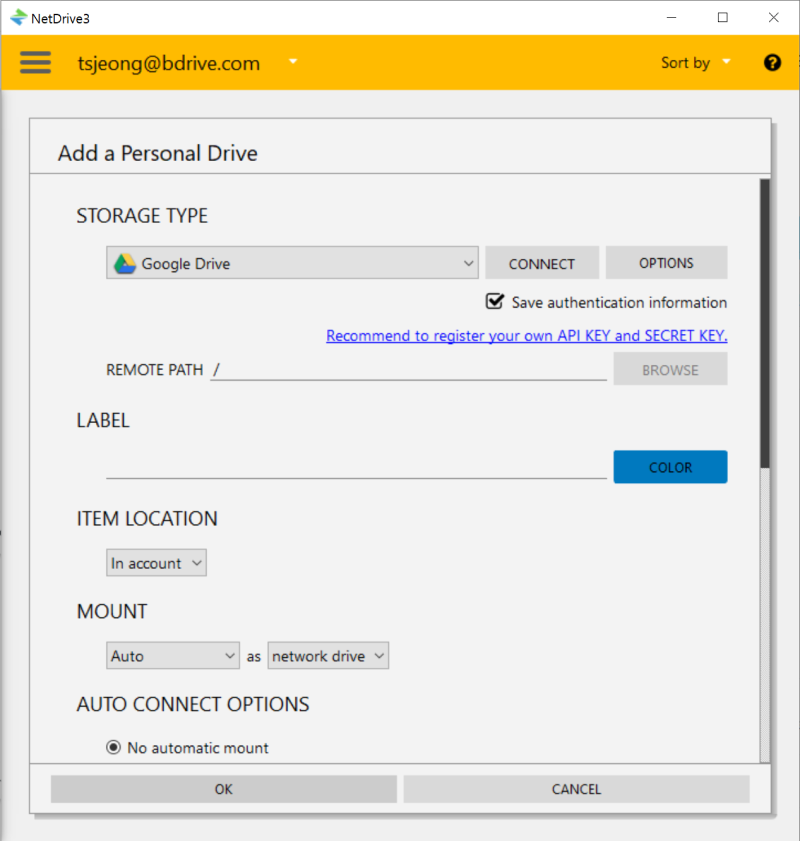 NetDrive3
tsjeong@bdrive.com
Sort by
?
Add a Personal Drive
STORAGE TYPE
Google Drive
CONNECT
OPTIONS
Save authentication information
Recommend to register your own API KEY and SECRET KEY.
REMOTE PATH /
BROWSE
LABEL
COLOR
ITEM LOCATION
In account
MOUNT
Auto as network drive
AUTO CONNECT OPTIONS
No automatic mount
OK
CANCEL